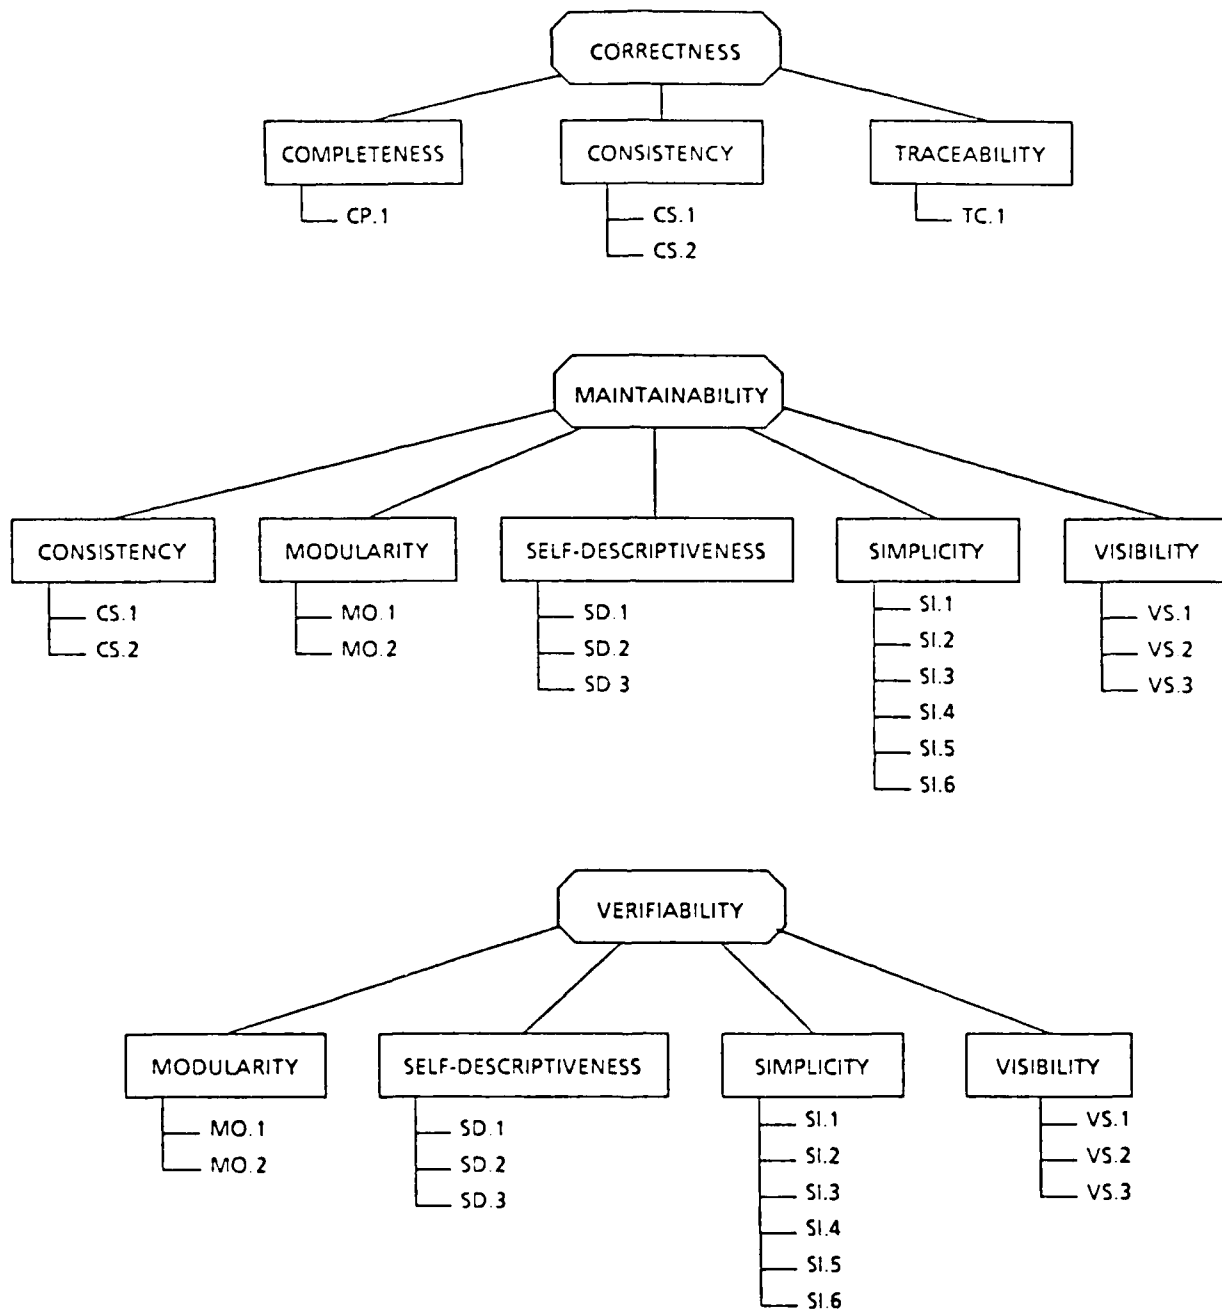 CORRECTNESS
COMPLETENESS
CONSISTENCY
TRACEABILITY
CP.1
CS.1
TC.1
CS.2
MAINTAINABILITY
CONSISTENCY
MODULARITY
SELF-DESCRIPTIVENESS
SIMPLICITY
VISIBILITY
CS.1
CS.2
MO.1
MO.2
SD.1
SD.2
SD 3
SI.1
SI.2
SI.3
SI.4
SI.5
SI.6
VS.1
VS.2
VS.3
VERIFIABILITY
MODULARITY
SELF-DESCRIPTIVENESS
SIMPLICITY
VISIBILITY
MO.1
MO.2
SD.1
SD.2
SD.3
SI.1
SI.2
SI.3
SI.4
SI.5
SI.6
VS.1
VS.2
VS.3